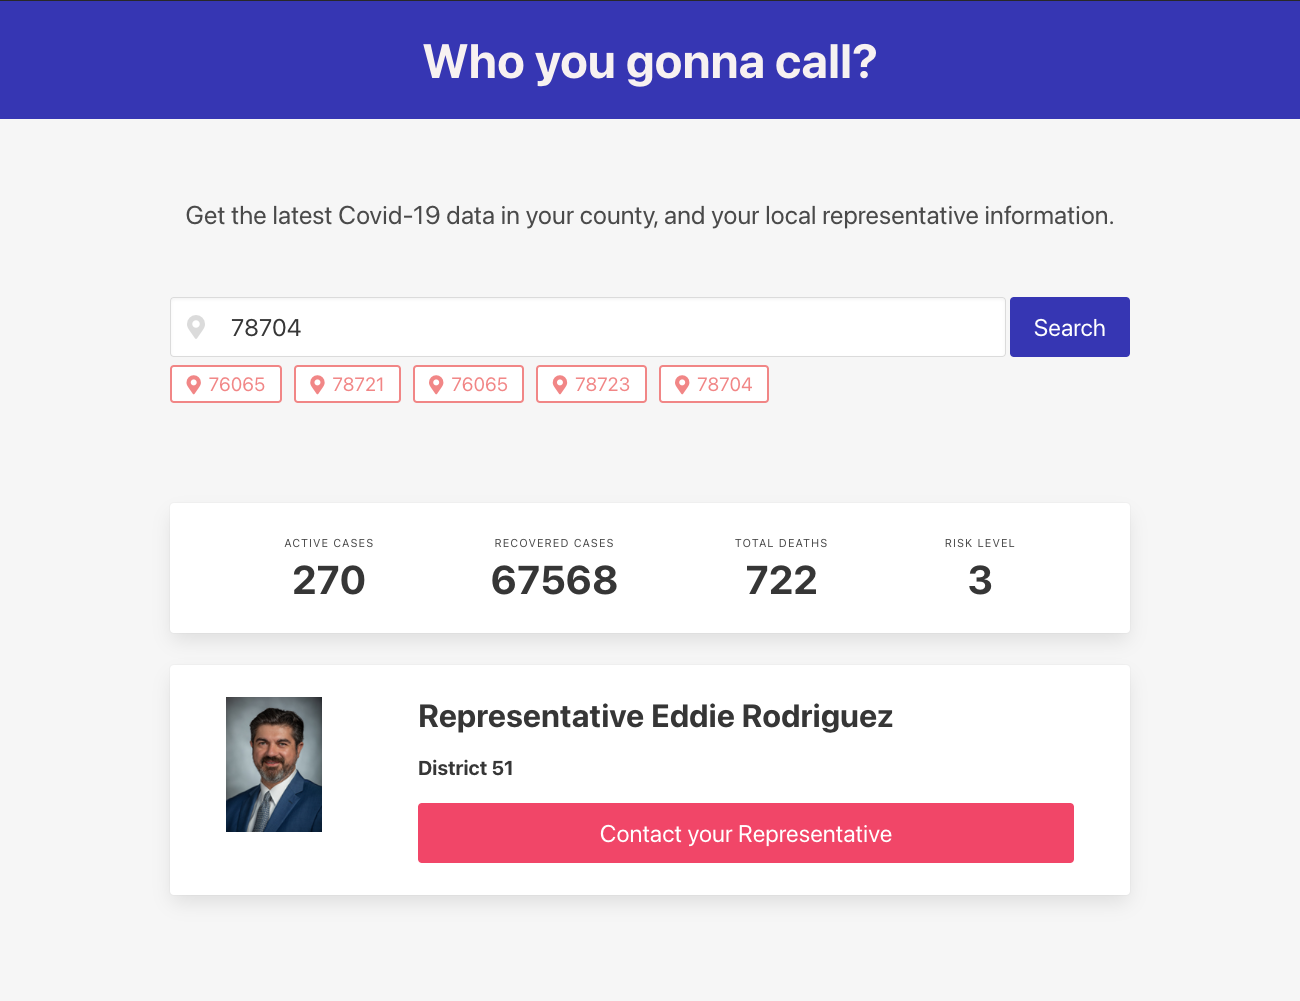 Who you gonna call?
Get the latest Covid-19 data in your county, and your local representative information.
78704 Search
76065 78721 76065 78723 78704
ACTIVE CASES RECOVERED CASES TOTAL DEATHS RISK LEVEL
270 67568 722 3
Representative Eddie Rodriguez
District 51
Contact your Representative